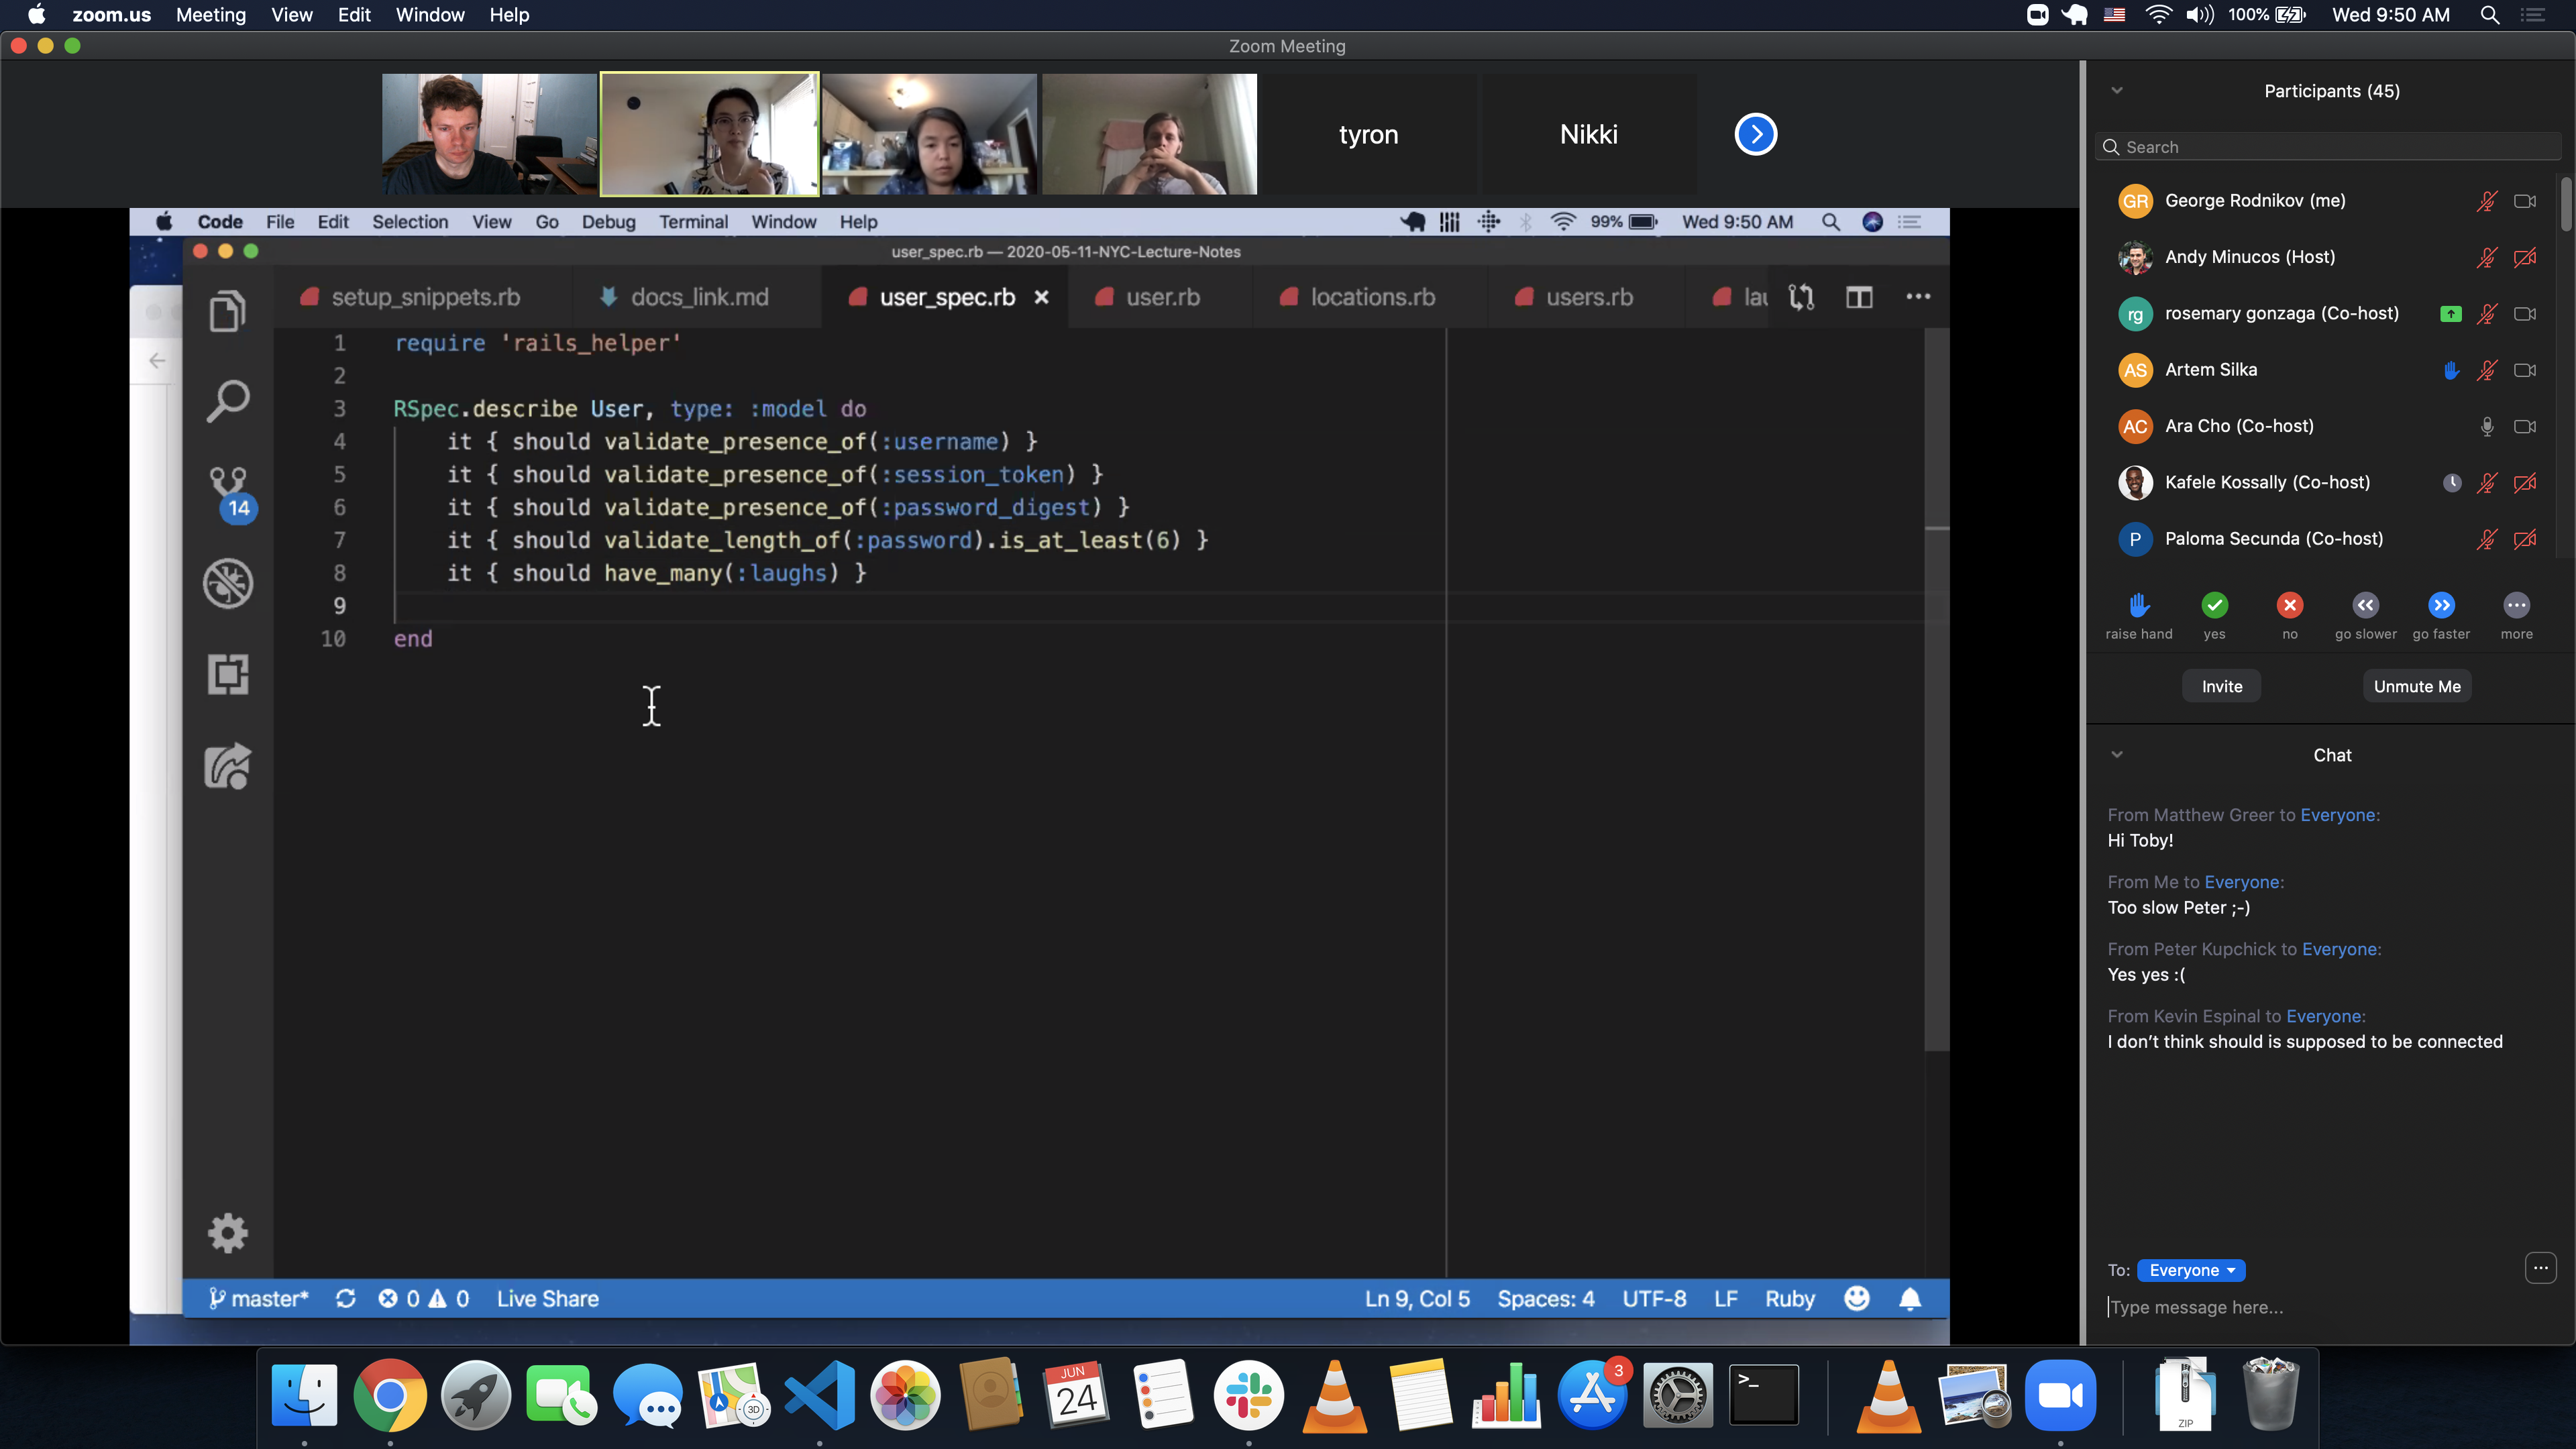 zoom.us Meeting View Edit Window Help 100% Wed 9:50 AM
Zoom Meeting
tyron
Nikki
Code File Edit Selection View Go Debug Terminal Window Help 99% Wed 9:50 AM
user_spec.rb — 2020-05-11-NYC-Lecture-Notes
setup_snippets.rb docs_link.md user_spec.rb user.rb locations.rb users.rb lau
14
1 require 'rails_helper'
2
3 RSpec.describe User, type: :model do
4 it { should validate_presence_of(:username) }
5 it { should validate_presence_of(:session_token) }
6 it { should validate_presence_of(:password_digest) }
7 it { should validate_length_of(:password).is_at_least(6) }
8 it { should have_many(:laughs) }
9
10 end
master* 0 0 Live Share Ln 9, Col 5 Spaces: 4 UTF-8 LF Ruby
Participants (45)
Search
GR George Rodnikov (me)
Andy Minucos (Host)
rg rosemary gonzaga (Co-host)
AS Artem Silka
AC Ara Cho (Co-host)
Kafele Kossally (Co-host)
P Paloma Secunda (Co-host)
raise hand yes no go slower go faster more
Invite Unmute Me
Chat
From Matthew Greer to Everyone:
Hi Toby!
From Me to Everyone:
Too slow Peter ;-)
From Peter Kupchick to Everyone:
Yes yes :(
From Kevin Espinal to Everyone:
I don't think should is supposed to be connected
To: Everyone
Type message here...
3D
JUN
24
3
>_
ZIP